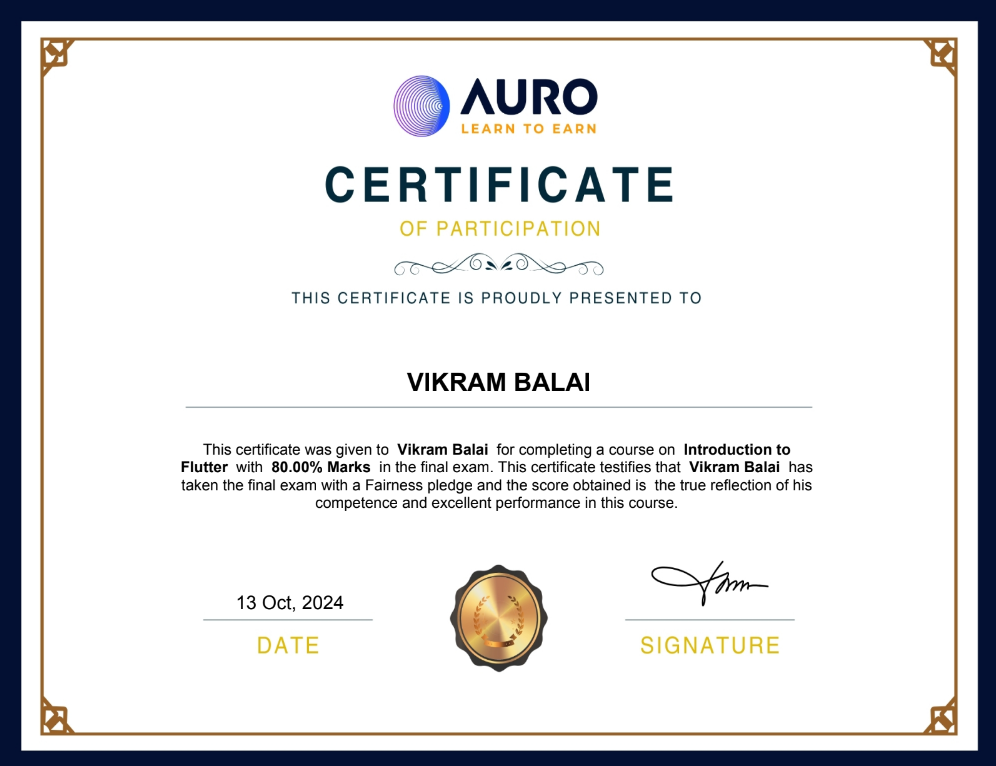 AURO
LEARN TO EARN
CERTIFICATE
OF PARTICIPATION
THIS CERTIFICATE IS PROUDLY PRESENTED TO
VIKRAM BALAI
This certificate was given to Vikram Balai for completing a course on Introduction to
Flutter with 80.00% Marks in the final exam. This certificate testifies that Vikram Balai has
taken the final exam with a Fairness pledge and the score obtained is the true reflection of his
competence and excellent performance in this course.
13 Oct, 2024
DATE
SIGNATURE